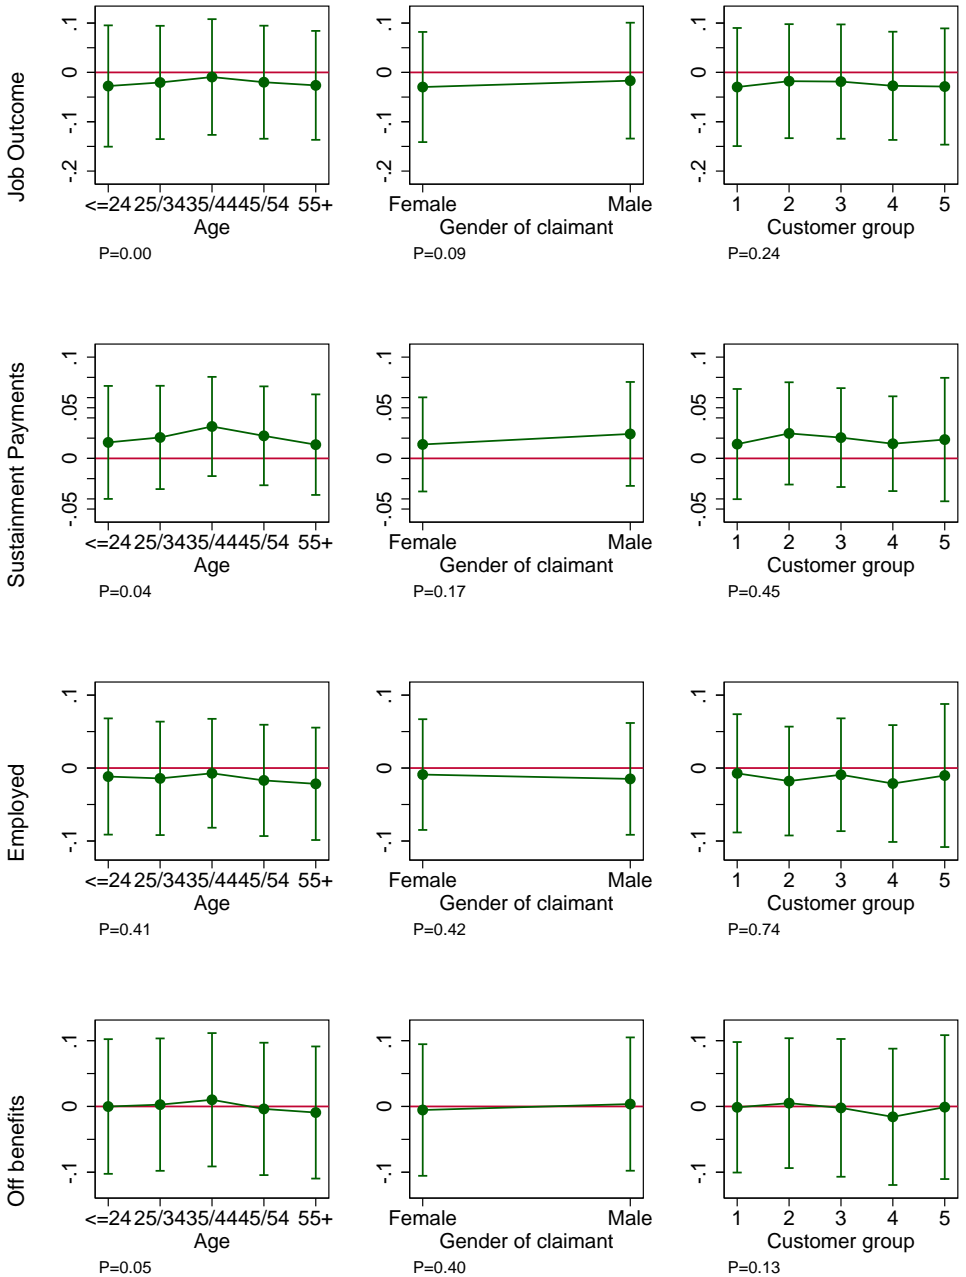 Job Outcome
.1
0
-.1
-.2
<=24 25/34 35/44 45/54 55+
Age
P=0.00
.1
0
-.1
-.2
Female Male
Gender of claimant
P=0.09
.1
0
-.1
-.2
1 2 3 4 5
Customer group
P=0.24
Sustainment Payments
.1
.05
0
-.05
<=24 25/34 35/44 45/54 55+
Age
P=0.04
.1
.05
0
-.05
Female Male
Gender of claimant
P=0.17
.1
.05
0
-.05
1 2 3 4 5
Customer group
P=0.45
Employed
.1
0
-.1
<=24 25/34 35/44 45/54 55+
Age
P=0.41
.1
0
-.1
Female Male
Gender of claimant
P=0.42
.1
0
-.1
1 2 3 4 5
Customer group
P=0.74
Off benefits
.1
0
-.1
<=24 25/34 35/44 45/54 55+
Age
P=0.05
.1
0
-.1
Female Male
Gender of claimant
P=0.40
.1
0
-.1
1 2 3 4 5
Customer group
P=0.13